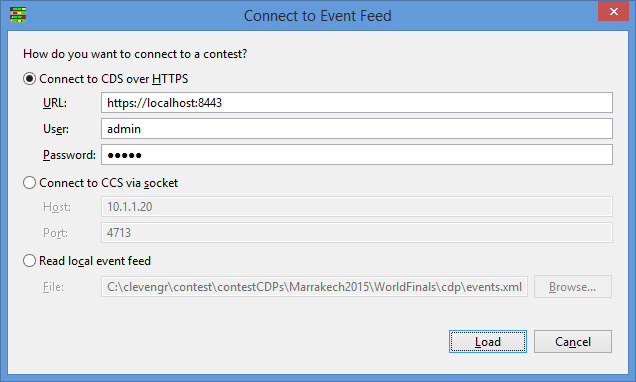 Connect to Event Feed
How do you want to connect to a contest?
Connect to CDS over HTTPS
URL: https://localhost:8443
User: admin
Password: ●●●●●
Connect to CCS via socket
Host: 10.1.1.20
Port: 4713
Read local event feed
File: C:\clevengr\contest\contestCDPs\Marrakech2015\WorldFinals\cdp\events.xml Browse...
Load Cancel